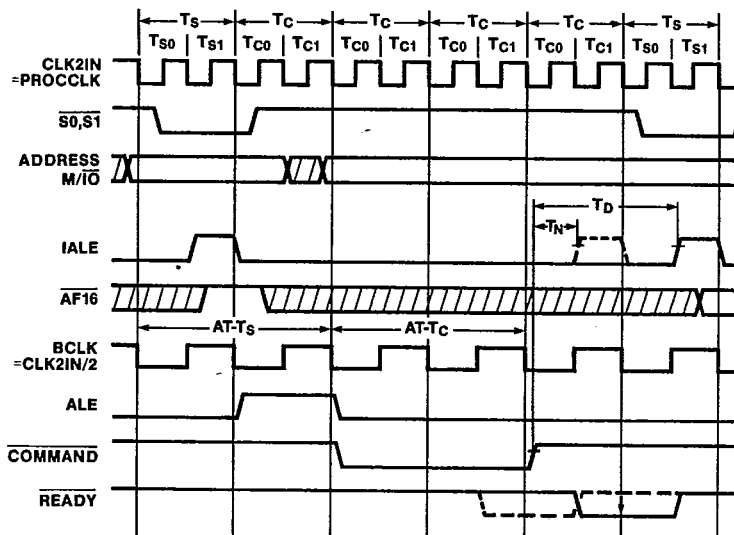 TS TC TC TC TC TS
TS0 TS1 TC0 TC1 TC0 TC1 TC0 TC1 TC0 TC1 TS0 TS1
CLK2IN
=PROCCLK
S0,S1
ADDRESS
M/IO
TD
TN
IALE
AF16
AT-TS AT-TC
BCLK
=CLK2IN/2
ALE
COMMAND
READY